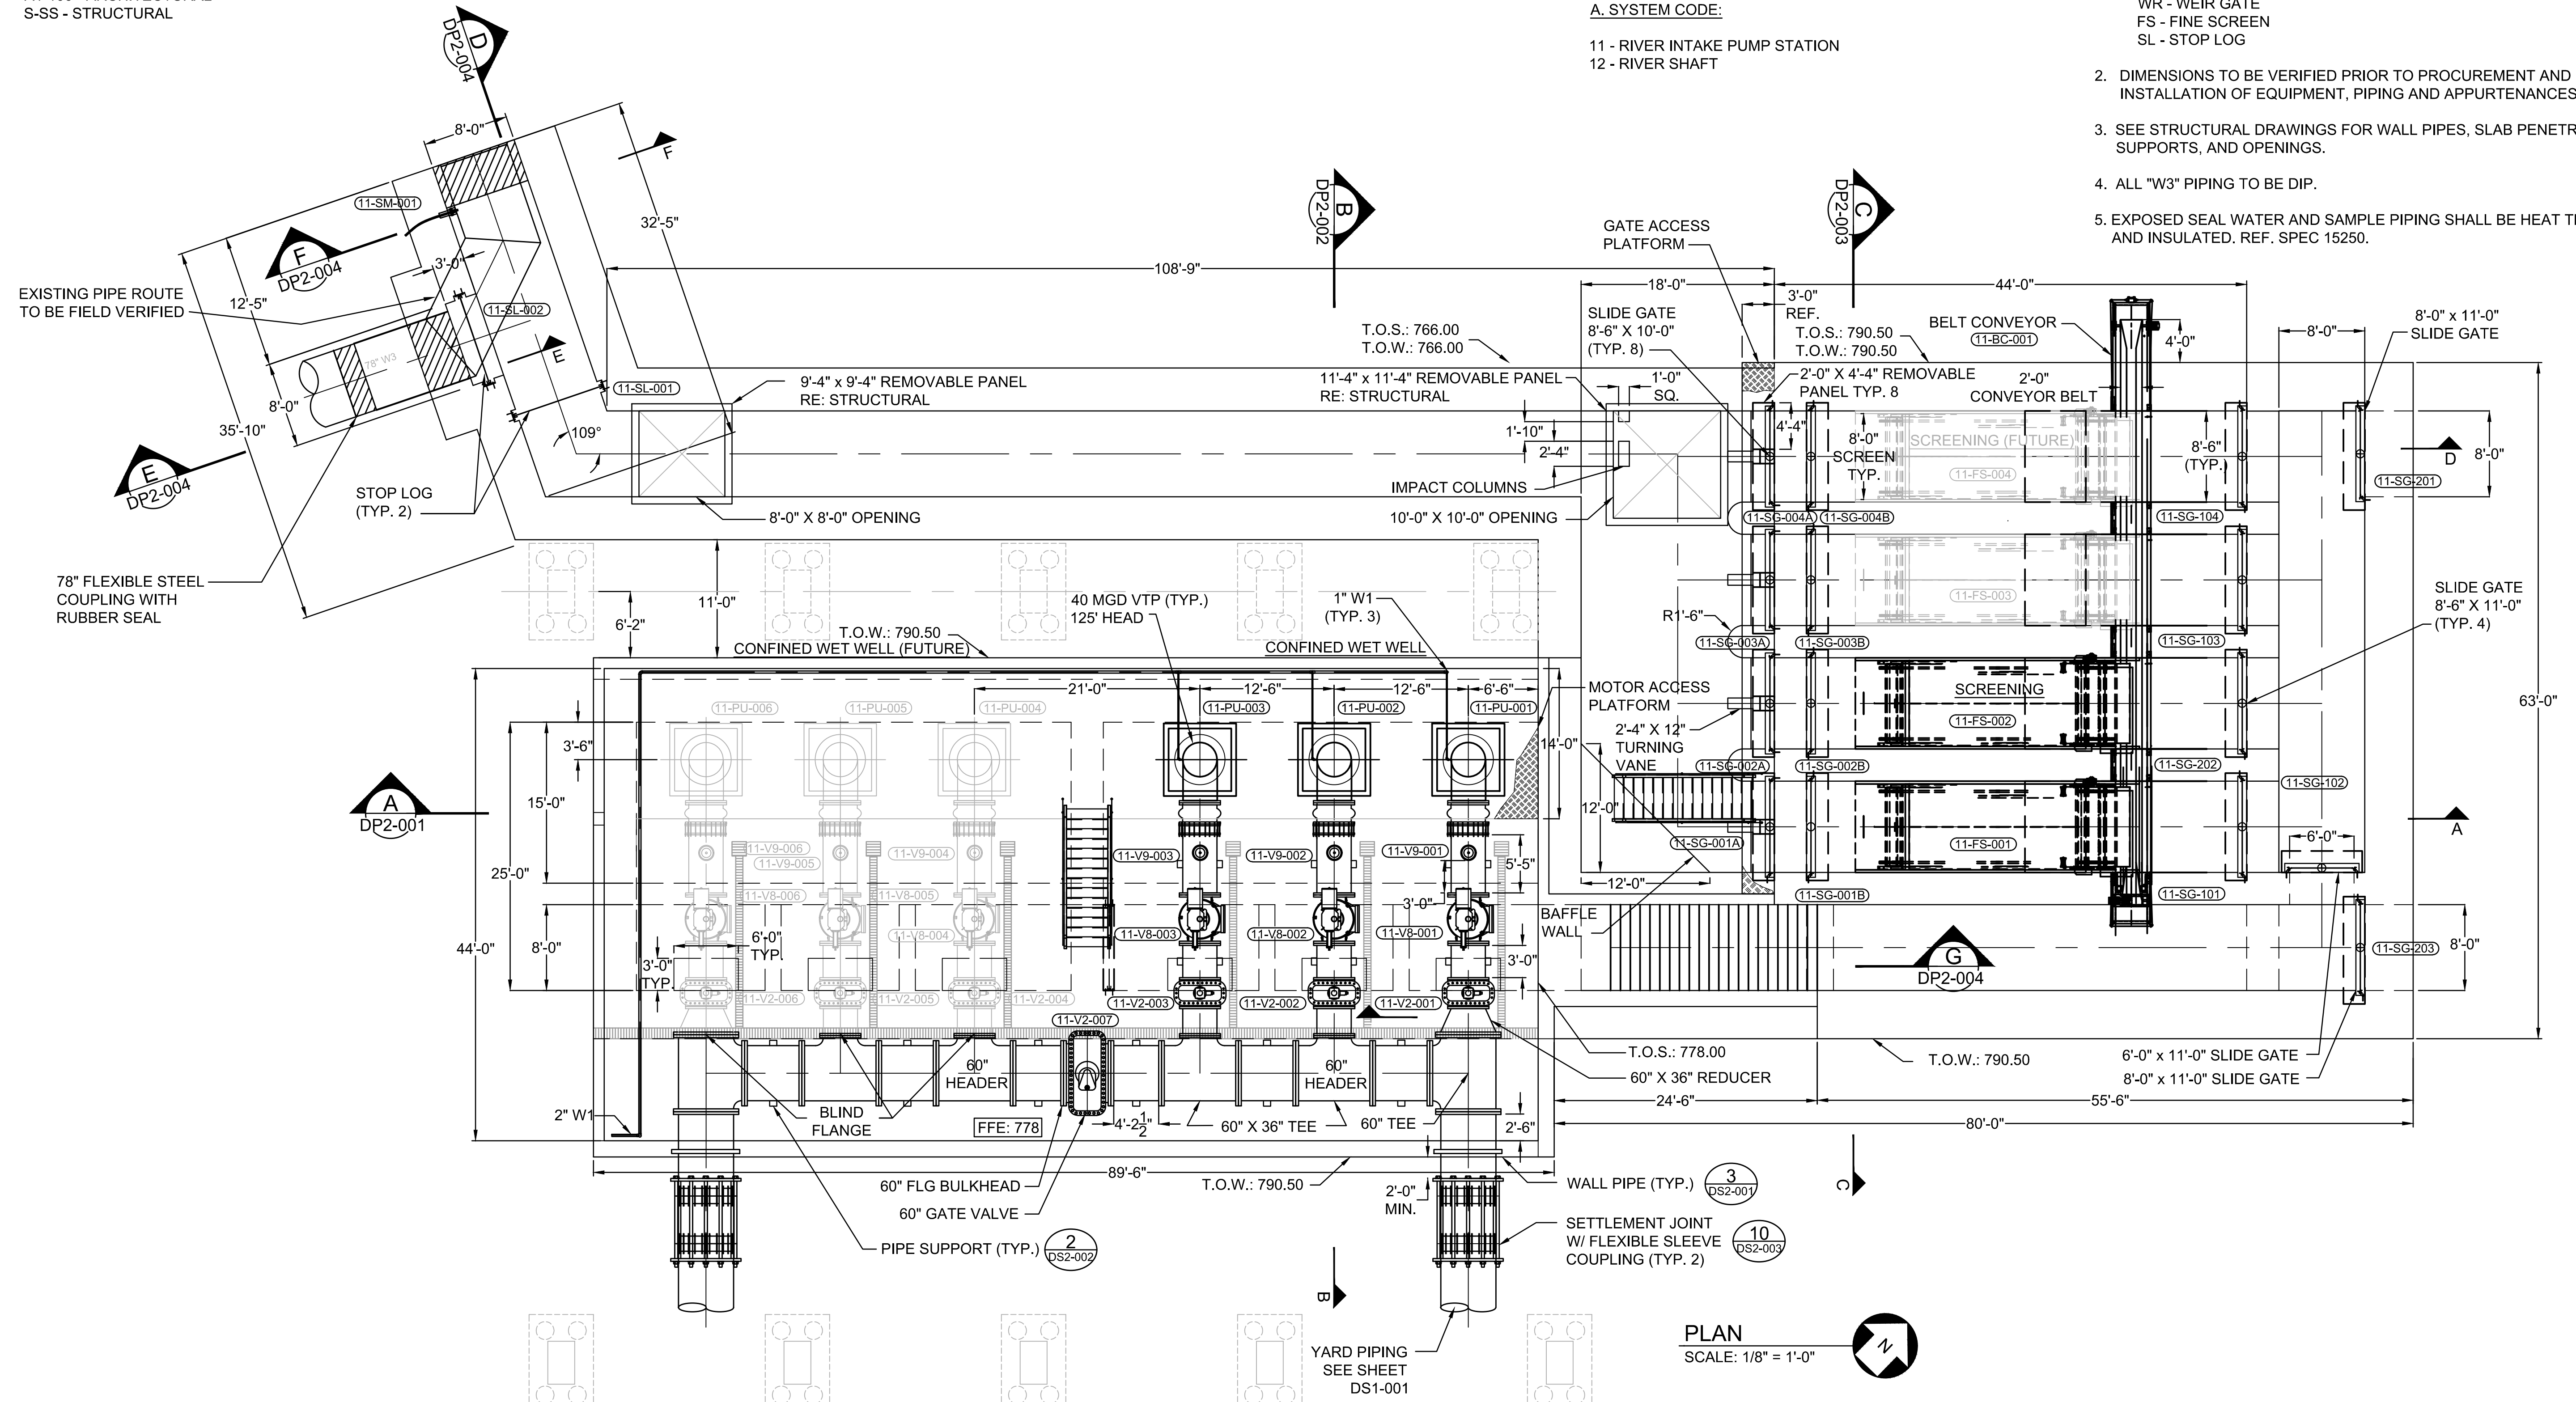 S-SS - STRUCTURAL
A. SYSTEM CODE:
11 - RIVER INTAKE PUMP STATION
12 - RIVER SHAFT
WR - WEIR GATE
FS - FINE SCREEN
SL - STOP LOG
2. DIMENSIONS TO BE VERIFIED PRIOR TO PROCUREMENT AND
INSTALLATION OF EQUIPMENT, PIPING AND APPURTENANCES
3. SEE STRUCTURAL DRAWINGS FOR WALL PIPES, SLAB PENETR
SUPPORTS, AND OPENINGS.
4. ALL "W3" PIPING TO BE DIP.
5. EXPOSED SEAL WATER AND SAMPLE PIPING SHALL BE HEAT T
AND INSULATED. REF. SPEC 15250.
D
DP2-004
8'-0"
F
32'-5"
11-SM-001
F
DP2-004
3'-0"
EXISTING PIPE ROUTE
TO BE FIELD VERIFIED
12'-5"
11-SL-002
78" W3
E
8'-0"
35'-10"
11-SL-001
109°
E
DP2-004
STOP LOG
(TYP. 2)
78" FLEXIBLE STEEL
COUPLING WITH
RUBBER SEAL
9'-4" x 9'-4" REMOVABLE PANEL
RE: STRUCTURAL
8'-0" X 8'-0" OPENING
108'-9"
B
DP2-002
C
DP2-003
GATE ACCESS
PLATFORM
18'-0"
44'-0"
3'-0"
REF.
SLIDE GATE
8'-6" X 10'-0"
(TYP. 8)
T.O.S.: 766.00
T.O.W.: 766.00
T.O.S.: 790.50
T.O.W.: 790.50
BELT CONVEYOR
11-BC-001
4'-0"
8'-0"
8'-0" x 11'-0"
SLIDE GATE
11'-4" x 11'-4" REMOVABLE PANEL
RE: STRUCTURAL
1'-0"
SQ.
2'-0" X 4'-4" REMOVABLE
PANEL TYP. 8
2'-0"
CONVEYOR BELT
1'-10"
2'-4"
4'-4"
8'-0"
SCREEN
TYP.
SCREENING (FUTURE)
11-FS-004
8'-6"
(TYP.)
D
8'-0"
11-SG-201
IMPACT COLUMNS
10'-0" X 10'-0" OPENING
11-SG-004A
11-SG-004B
11-SG-104
11-FS-003
SLIDE GATE
8'-6" X 11'-0"
(TYP. 4)
R1'-6"
11-SG-003A
11-SG-003B
11-SG-103
63'-0"
11'-0"
6'-2"
T.O.W.: 790.50
CONFINED WET WELL (FUTURE)
40 MGD VTP (TYP.)
125' HEAD
1" W1
(TYP. 3)
CONFINED WET WELL
21'-0"
12'-6"
12'-6"
6'-6"
MOTOR ACCESS
PLATFORM
SCREENING
11-FS-002
11-PU-006
11-PU-005
11-PU-004
11-PU-003
11-PU-002
11-PU-001
2'-4" X 12"
TURNING
VANE
14'-0"
11-SG-002A
11-SG-002B
11-SG-202
11-SG-102
3'-6"
15'-0"
25'-0"
44'-0"
A
DP2-001
12'-0"
11-SG-001A
11-FS-001
6'-0"
A
11-V9-006
11-V9-005
11-V9-004
11-V9-003
11-V9-002
11-V9-001
5'-5"
11-V8-006
11-V8-005
3'-0"
12'-0"
11-SG-001B
11-SG-101
8'-0"
6'-0"
TYP.
11-V8-004
11-V8-003
11-V8-002
11-V8-001
BAFFLE
WALL
3'-0"
TYP.
3'-0"
G
DP2-004
11-SG-203
8'-0"
11-V2-006
11-V2-005
11-V2-004
11-V2-003
11-V2-002
11-V2-001
11-V2-007
60"
HEADER
60"
HEADER
T.O.S.: 778.00
60" X 36" REDUCER
T.O.W.: 790.50
6'-0" x 11'-0" SLIDE GATE
8'-0" x 11'-0" SLIDE GATE
2" W1
BLIND
FLANGE
FFE: 778
4'-2 1/2"
60" X 36" TEE
60" TEE
2'-6"
24'-6"
55'-6"
80'-0"
89'-6"
60" FLG BULKHEAD
60" GATE VALVE
PIPE SUPPORT (TYP.)
2
DS2-002
T.O.W.: 790.50
2'-0"
MIN.
WALL PIPE (TYP.)
3
DS2-001
C
SETTLEMENT JOINT
W/ FLEXIBLE SLEEVE
COUPLING (TYP. 2)
10
DS2-003
B
YARD PIPING
SEE SHEET
DS1-001
PLAN
SCALE: 1/8" = 1'-0"
N